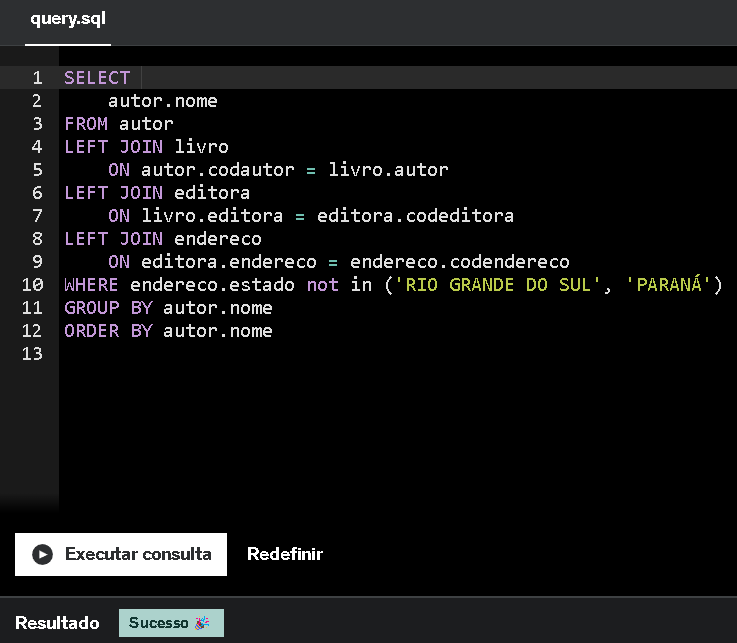 query.sql
1 SELECT
2 autor.nome
3 FROM autor
4 LEFT JOIN livro
5 ON autor.codautor = livro.autor
6 LEFT JOIN editora
7 ON livro.editora = editora.codeditora
8 LEFT JOIN endereco
9 ON editora.endereco = endereco.codendereco
10 WHERE endereco.estado not in ('RIO GRANDE DO SUL', 'PARANÁ')
11 GROUP BY autor.nome
12 ORDER BY autor.nome
13
Executar consulta Redefinir
Resultado Sucesso 🎉